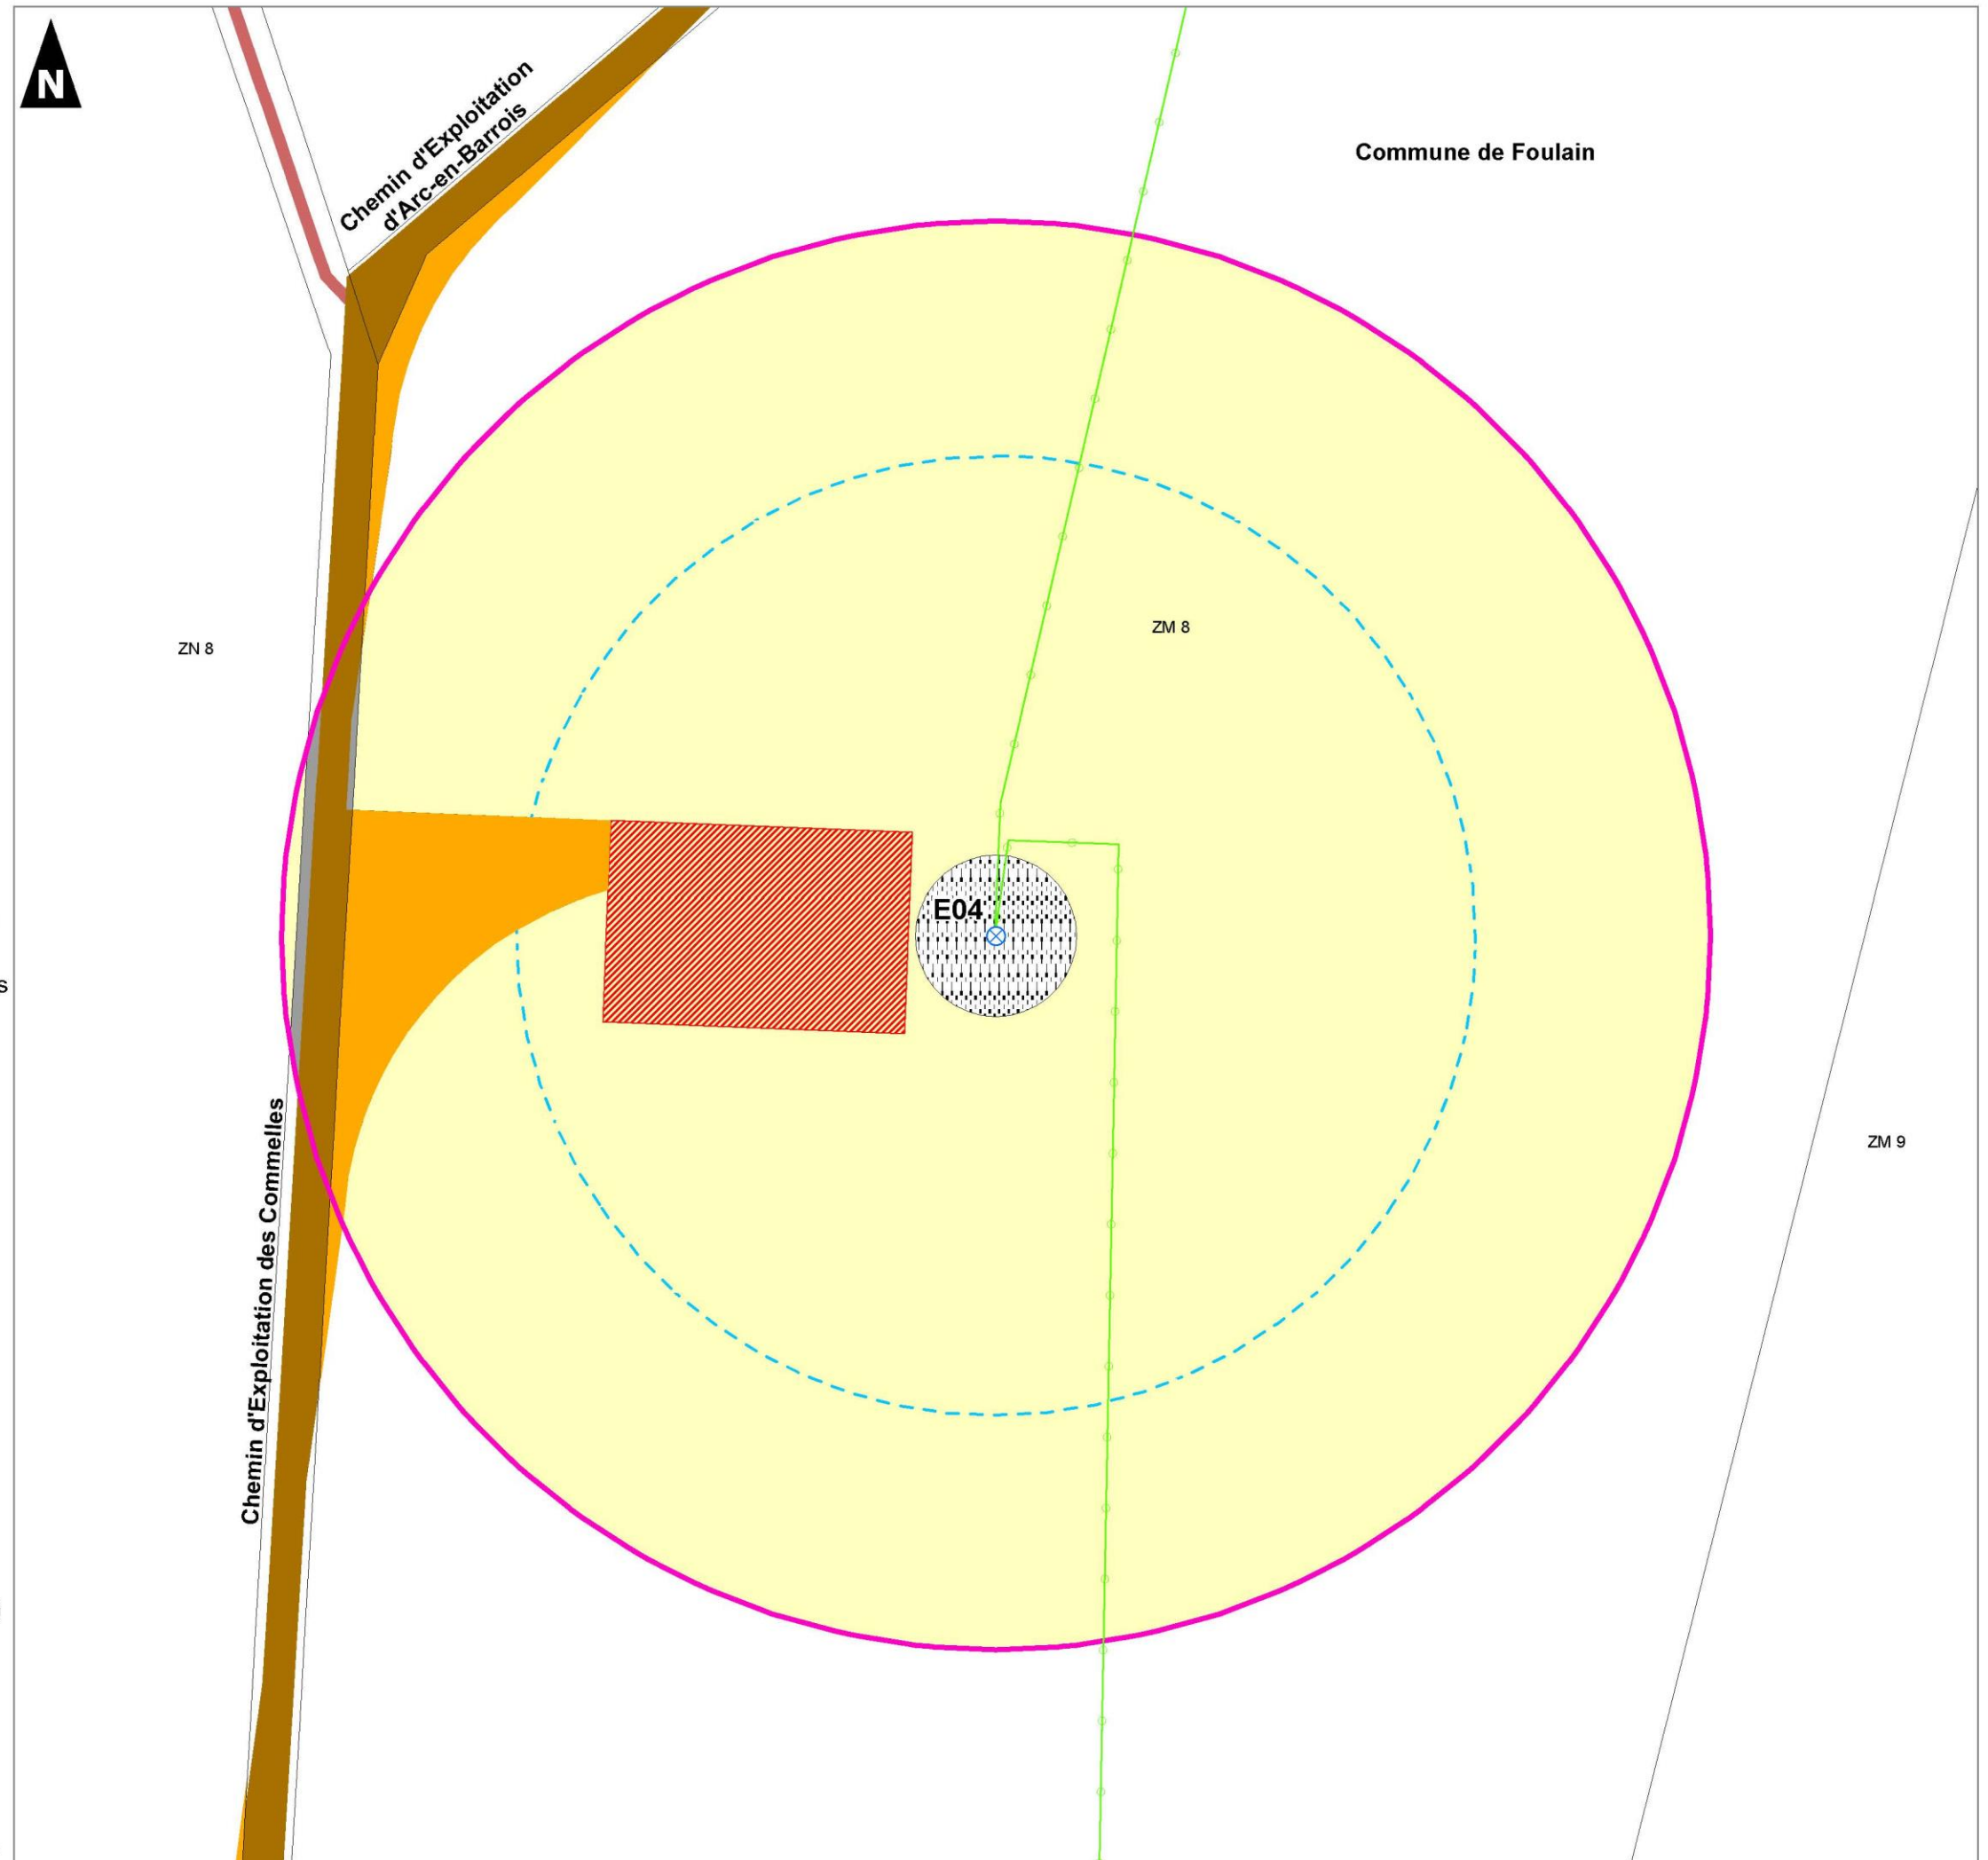 N
Chemin d'Exploitation
d'Arc-en-Barrois
Commune de Foulain
ZM 8
ZN 8
E04
s
ZM 9
Chemin d'Exploitation des Commelles